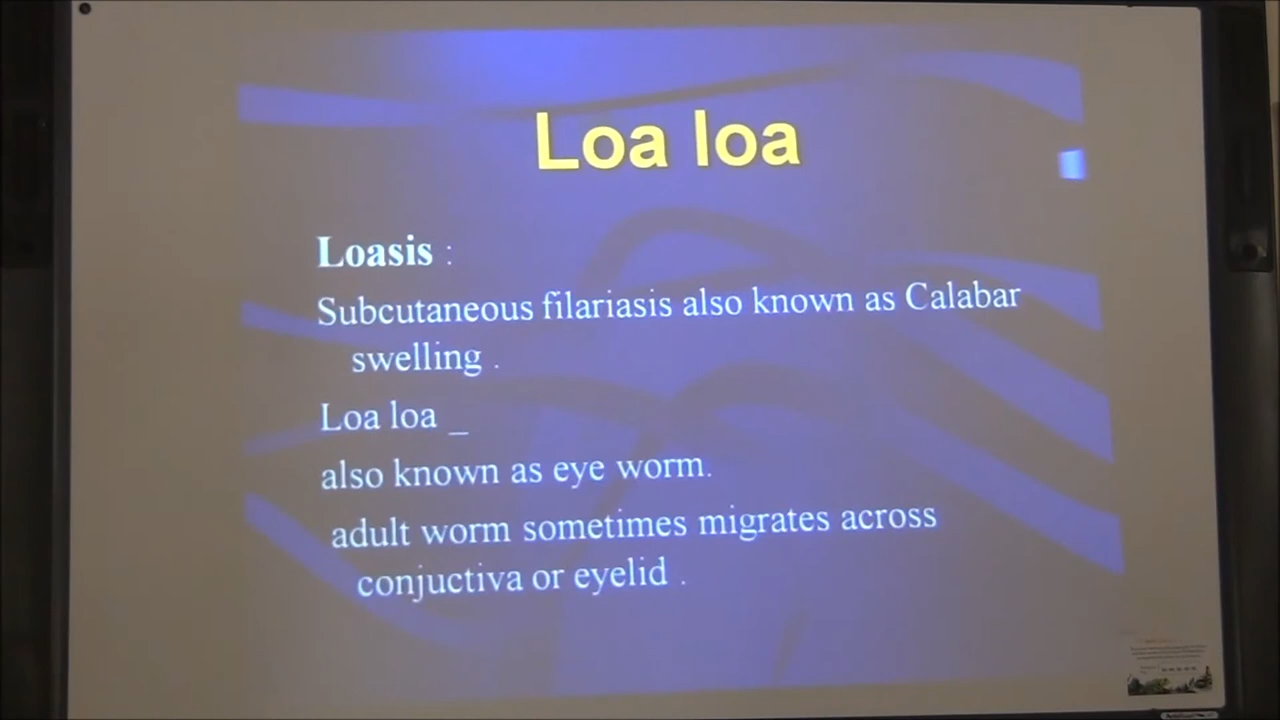 Loa loa
Loasis :
Subcutaneous filariasis also known as Calabar
swelling .
Loa loa _
also known as eye worm.
adult worm sometimes migrates across
conjuctiva or eyelid .